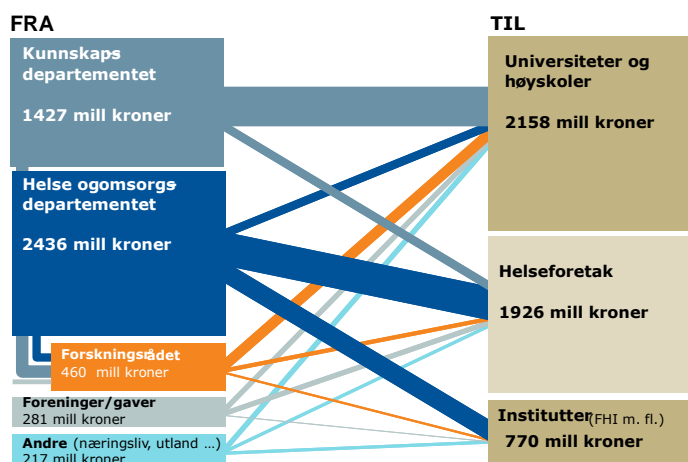 FRA
Kunnskaps-
departementet
1427 mill kroner
Helse ogomsorgs-
departementet
2436 mill kroner
Forskningsrådet
460 mill kroner
Foreninger/gaver
281 mill kroner
Andre (næringsliv, utland ...)
217 mill kroner
TIL
Universiteter og
høyskoler
2158 mill kroner
Helseforetak
1926 mill kroner
Institutter (FHI m. fl.)
770 mill kroner